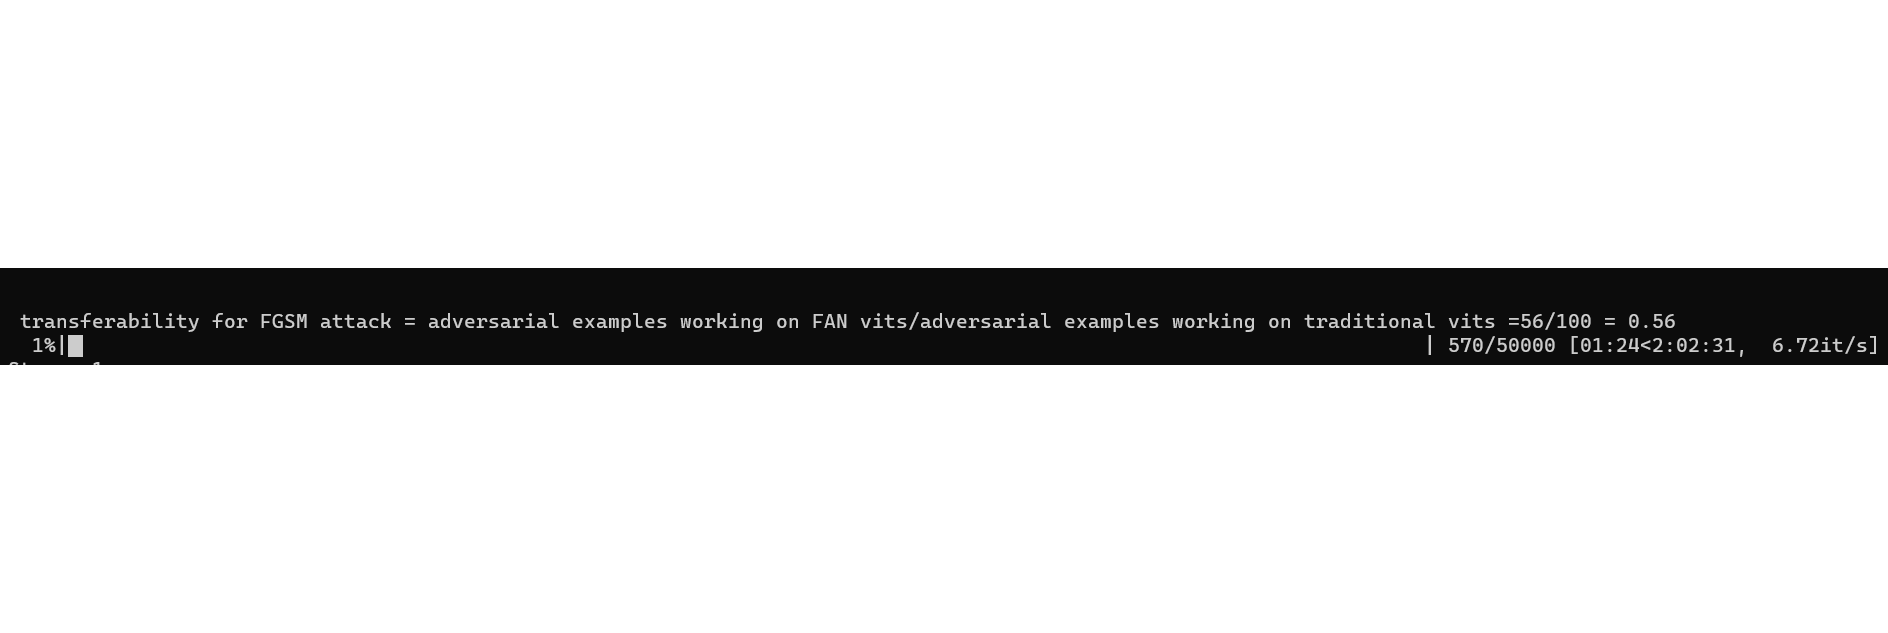 transferability for FGSM attack = adversarial examples working on FAN vits/adversarial examples working on traditional vits =56/100 = 0.56
1%| | 570/50000 [01:24<2:02:31, 6.72it/s]